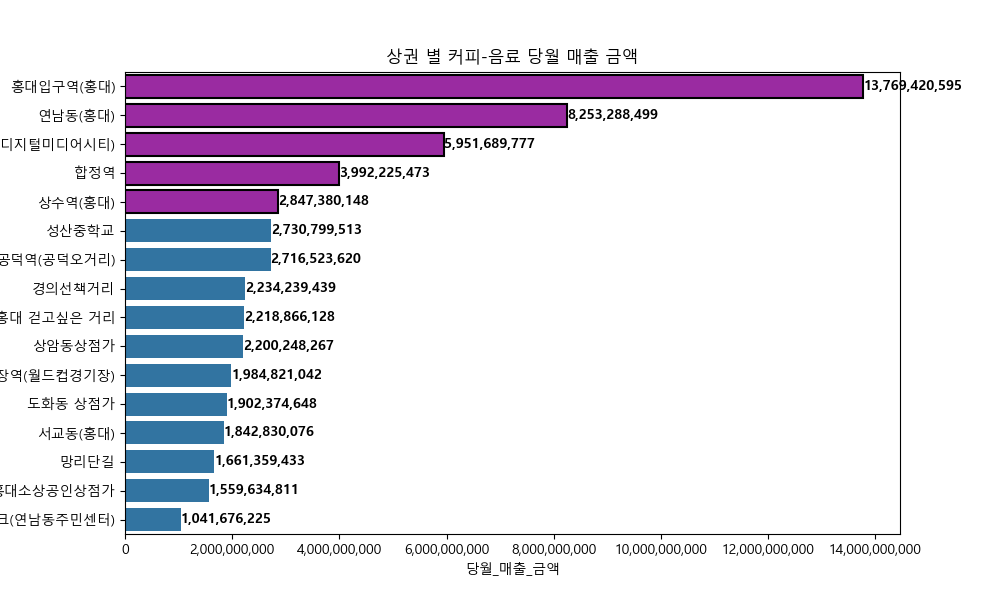 상권 별 커피-음료 당월 매출 금액
홍대입구역(홍대) 13,769,420,595
연남동(홍대) 8,253,288,499
디지털미디어시티) 5,951,689,777
합정역 3,992,225,473
상수역(홍대) 2,847,380,148
성산중학교 2,730,799,513
공덕역(공덕오거리) 2,716,523,620
경의선책거리 2,234,239,439
홍대 걷고싶은 거리 2,218,866,128
상암동상점가 2,200,248,267
장역(월드컵경기장) 1,984,821,042
도화동 상점가 1,902,374,648
서교동(홍대) 1,842,830,076
망리단길 1,661,359,433
홍대소상공인상점가 1,559,634,811
크(연남동주민센터) 1,041,676,225
0 2,000,000,000 4,000,000,000 6,000,000,000 8,000,000,000 10,000,000,000 12,000,000,000 14,000,000,000
당월_매출_금액